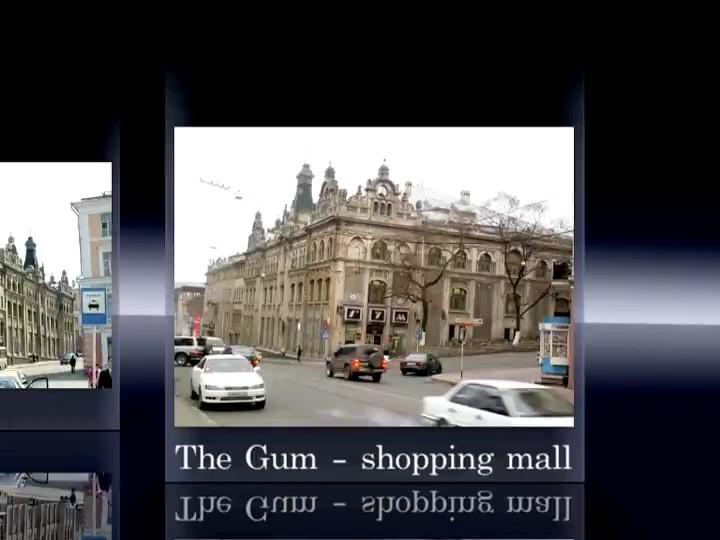 Г У М
The Gum - shopping mall